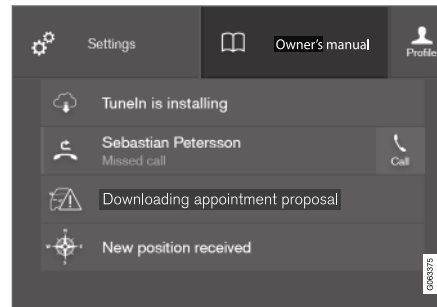 Settings
Owner's manual
Profile
TuneIn is installing
Sebastian Petersson
Missed call
Call
Downloading appointment proposal
New position received
G063375